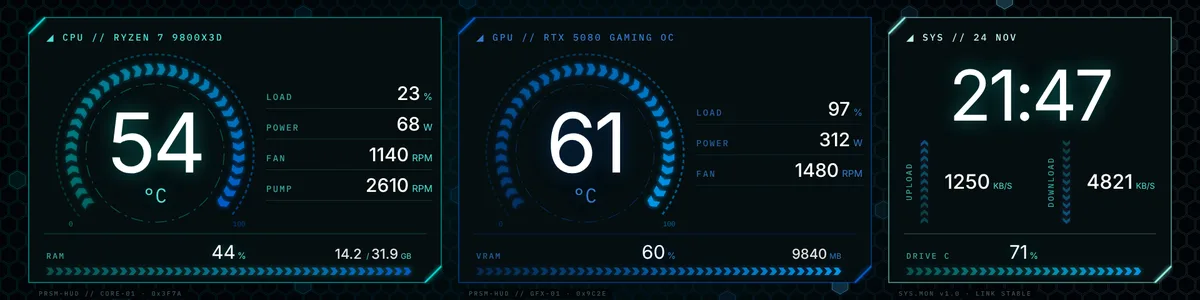 CPU // RYZEN 7 9800X3D
54
°C
0
100
LOAD 23 %
POWER 68 W
FAN 1140 RPM
PUMP 2610 RPM
RAM 44 % 14.2 / 31.9 GB
PRSM-HUD // CORE-01 · 0x3F7A
GPU // RTX 5080 GAMING OC
61
°C
0
100
LOAD 97 %
POWER 312 W
FAN 1480 RPM
VRAM 60 % 9840 MB
PRSM-HUD // GFX-01 · 0x9C2E
SYS // 24 NOV
21:47
UPLOAD 1250 KB/S
DOWNLOAD 4821 KB/S
DRIVE C 71 %
SYS.MON v1.0 · LINK STABLE